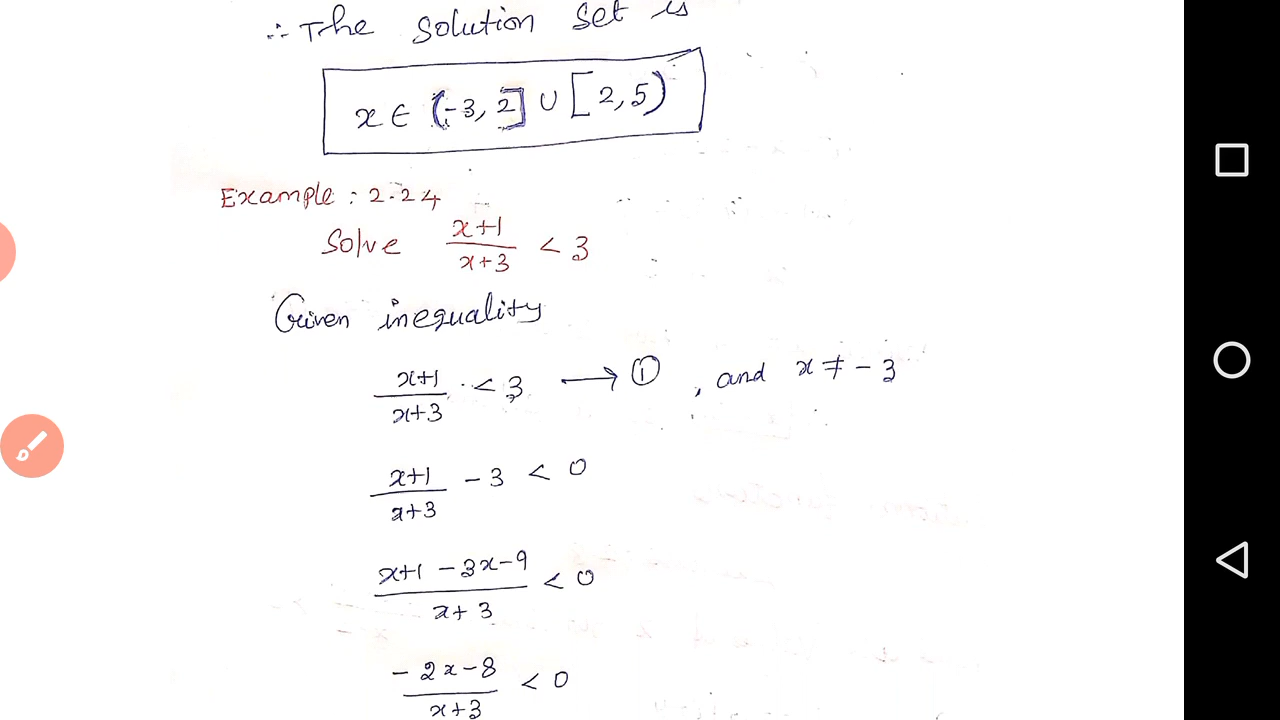 ∴ The solution set is
x ∈ (-3, 2] ∪ [2, 5)
Example : 2.24
Solve (x+1)/(x+3) < 3
Given inequality
(x+1)/(x+3) < 3 → ① , and x ≠ -3
(x+1)/(x+3) - 3 < 0
(x+1-3x-9)/(x+3) < 0
(-2x-8)/(x+3) < 0